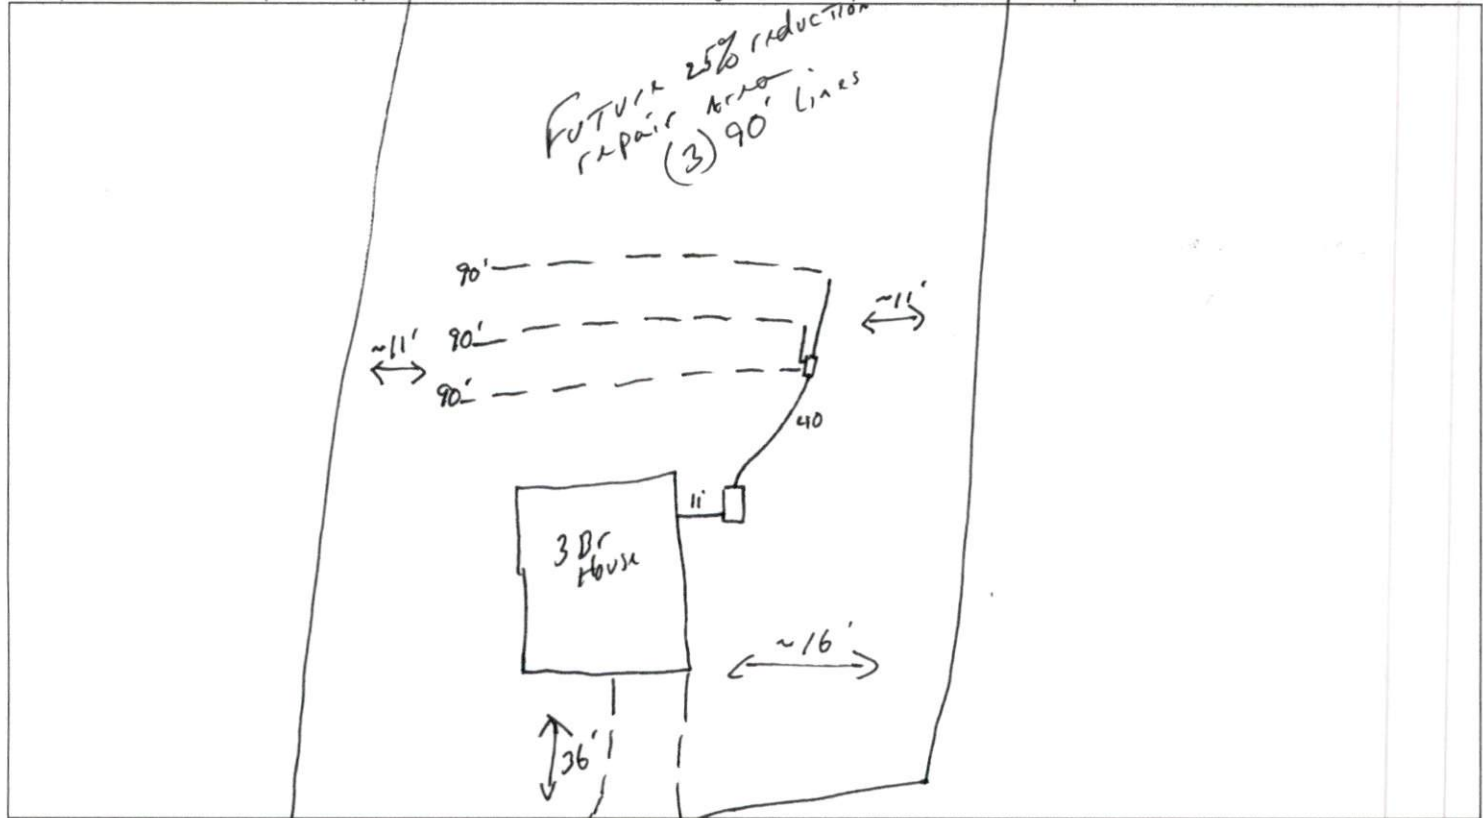 FUTURE 25% reduction
repair area
(3) 90' Lines
90'
~11'
90'
~11'
90'
40
11'
3 Br
House
~16'
36'